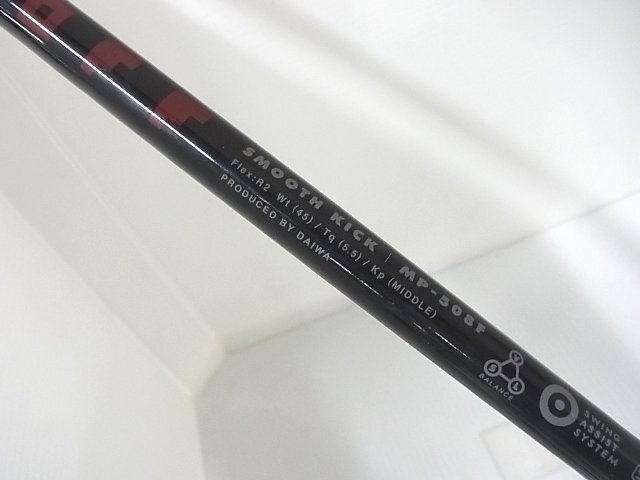 SMOOTH KICK | MP-508F
Flex:R2 Wt (45) / Tq (5.5) / Kp (MIDDLE)
PRODUCED BY DAIWA
V
S L
BALANCE
SWING
ASSIST
SYSTEM